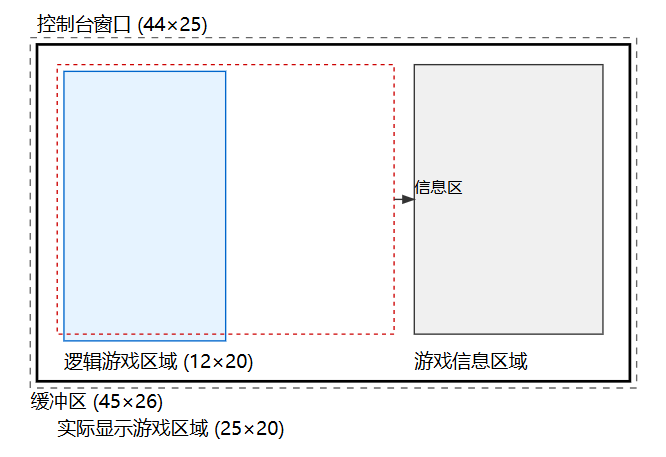 控制台窗口 (44×25)
信息区
逻辑游戏区域 (12×20)
游戏信息区域
缓冲区 (45×26)
实际显示游戏区域 (25×20)